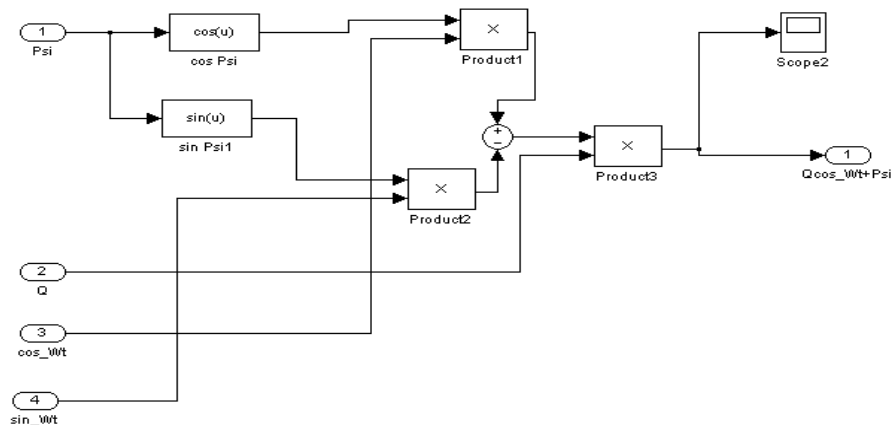 1
Psi
cos(u)
cos Psi
×
Product1
Scope2
sin(u)
sin Psi1
+
−
×
Product2
×
Product3
1
Qcos_Wt+Psi
2
Q
3
cos_Wt
4
sin_Wt